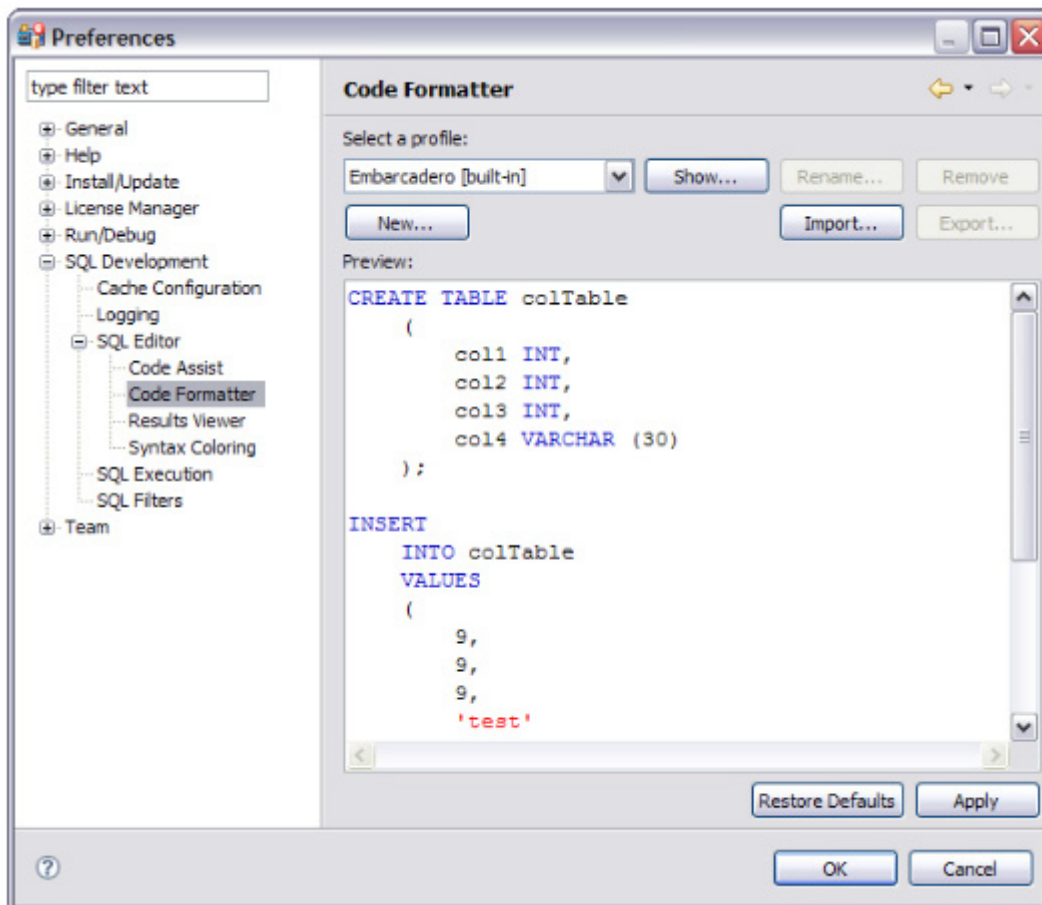 Preferences
type filter text
General
Help
Install/Update
License Manager
Run/Debug
SQL Development
Cache Configuration
Logging
SQL Editor
Code Assist
Code Formatter
Results Viewer
Syntax Coloring
SQL Execution
SQL Filters
Team
Code Formatter
Select a profile:
Embarcadero [built-in] Show... Rename... Remove
New... Import... Export...
Preview:
CREATE TABLE colTable
(
col1 INT,
col2 INT,
col3 INT,
col4 VARCHAR (30)
);
INSERT
INTO colTable
VALUES
(
9,
9,
9,
'test'
Restore Defaults Apply
? OK Cancel